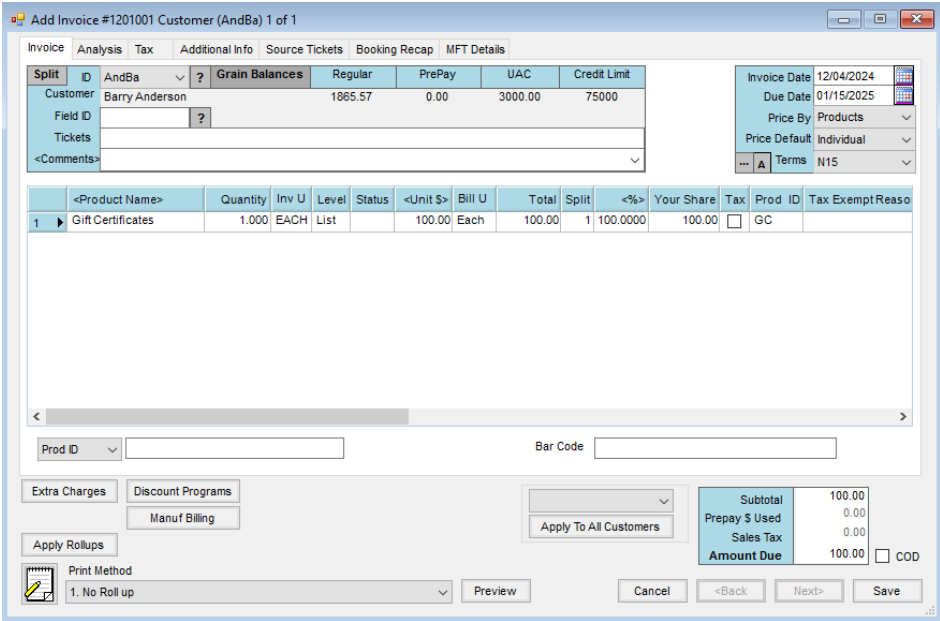 Add Invoice #1201001 Customer (AndBa) 1 of 1
Invoice Analysis Tax Additional Info Source Tickets Booking Recap MFT Details
Split ID AndBa ? Grain Balances Regular PrePay UAC Credit Limit
Customer Barry Anderson 1865.57 0.00 3000.00 75000
Field ID ?
Tickets
<Comments>
Invoice Date 12/04/2024
Due Date 01/15/2025
Price By Products
Price Default Individual
... A Terms N15
<Product Name> Quantity Inv U Level Status <Unit $> Bill U Total Split <%> Your Share Tax Prod ID Tax Exempt Reaso
1 Gift Certificates 1.000 EACH List 100.00 Each 100.00 1 100.0000 100.00 GC
Prod ID Bar Code
Extra Charges Discount Programs
Manuf Billing
Apply Rollups
Apply To All Customers
Subtotal 100.00
Prepay $ Used 0.00
Sales Tax 0.00
Amount Due 100.00 COD
Print Method
1. No Roll up Preview Cancel <Back Next> Save